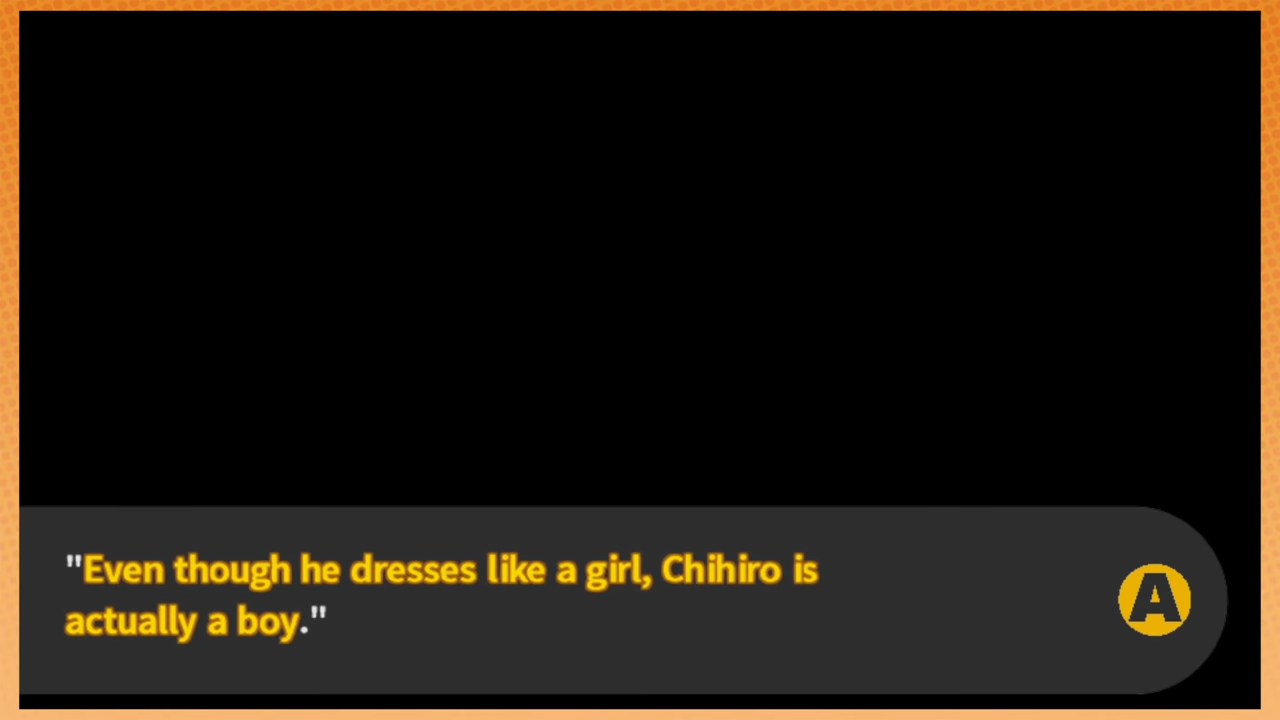 "Even though he dresses like a girl, Chihiro is
actually a boy."
A